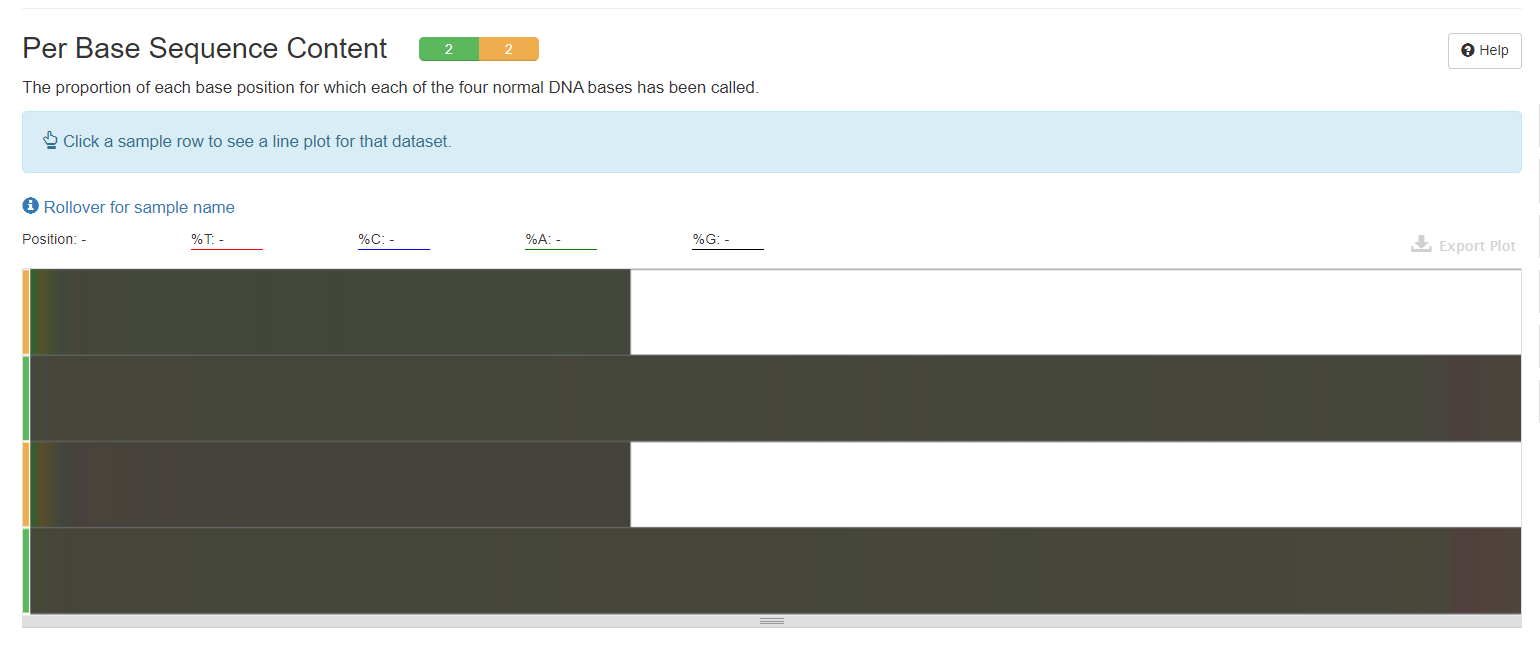 Per Base Sequence Content 2 2
Help
The proportion of each base position for which each of the four normal DNA bases has been called.
Click a sample row to see a line plot for that dataset.
Rollover for sample name
Position: - %T: - %C: - %A: - %G: -
Export Plot